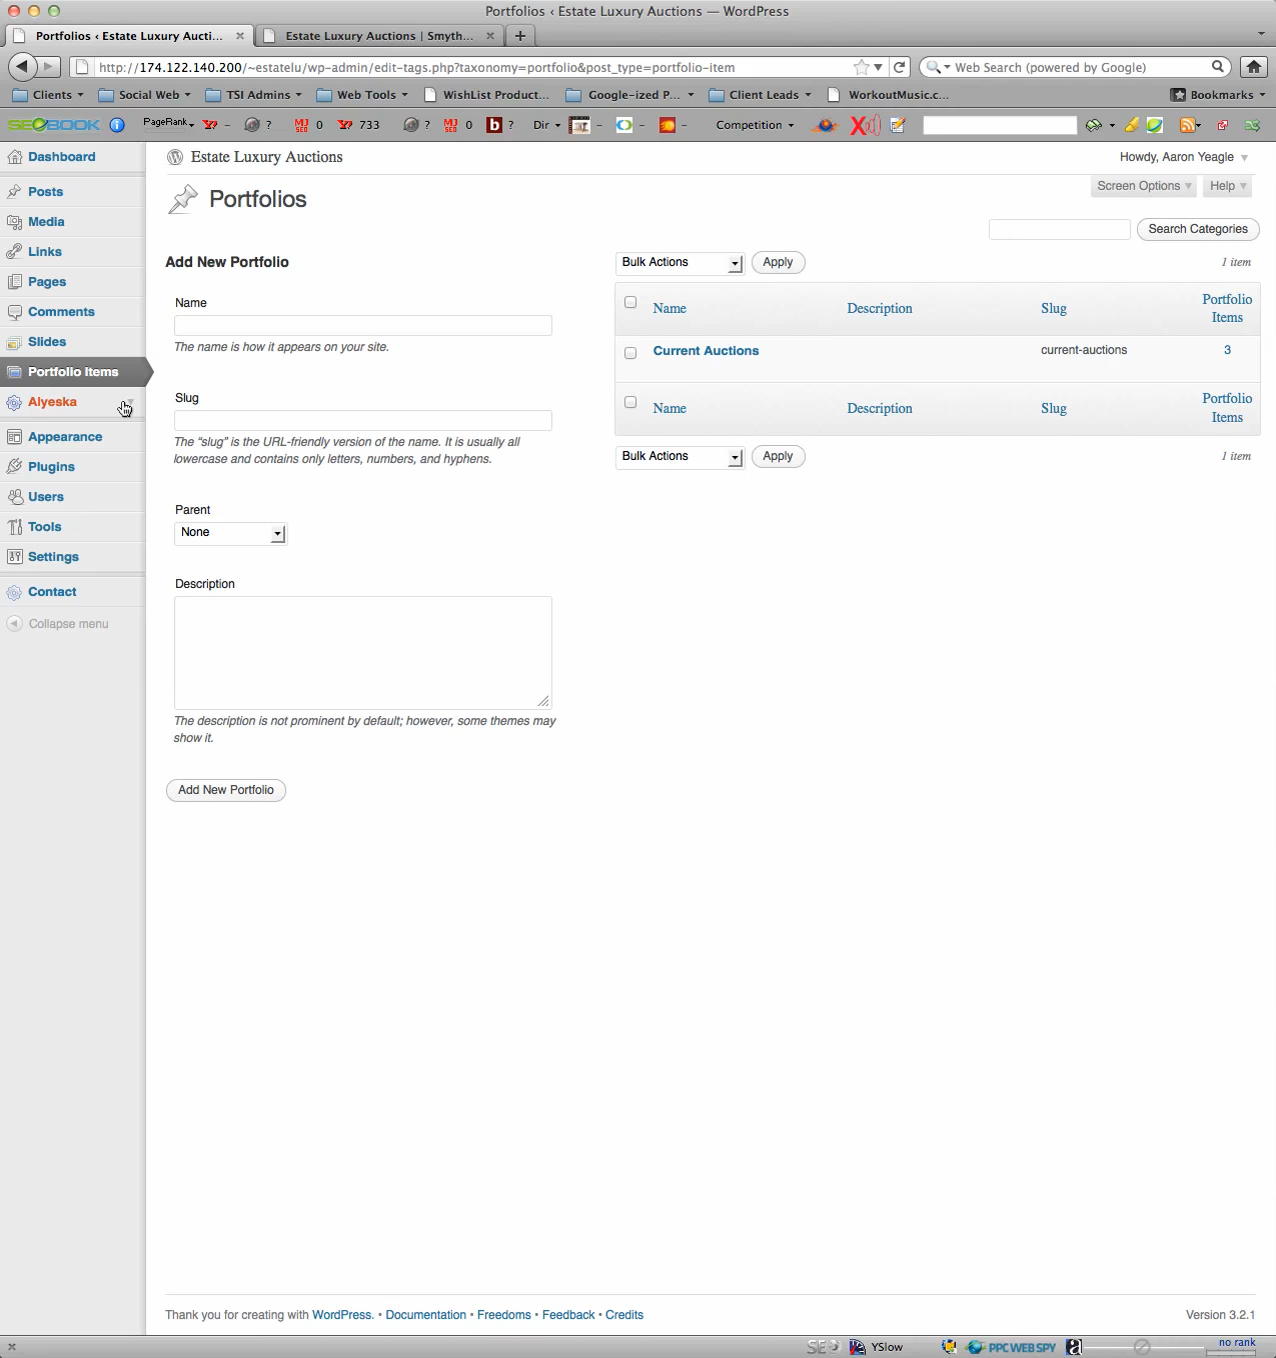 Portfolios ‹ Estate Luxury Auctions — WordPress
Portfolios ‹ Estate Luxury Aucti...
Estate Luxury Auctions | Smyth...
http://174.122.140.200/~estatelu/wp-admin/edit-tags.php?taxonomy=portfolio&post_type=portfolio-item
Web Search (powered by Google)
Clients
Social Web
TSI Admins
Web Tools
WishList Product...
Google-ized P...
Client Leads
WorkoutMusic.c...
Bookmarks
SEOBOOK
PageRank
-
?
MJ SEO 0
733
?
MJ SEO 0
b ?
Dir
-
-
-
Competition
Dashboard
Posts
Media
Links
Pages
Comments
Slides
Portfolio Items
Alyeska
Appearance
Plugins
Users
Tools
Settings
Contact
Collapse menu
Estate Luxury Auctions
Howdy, Aaron Yeagle
Portfolios
Screen Options
Help
Search Categories
Add New Portfolio
Name
The name is how it appears on your site.
Slug
The “slug” is the URL-friendly version of the name. It is usually all
lowercase and contains only letters, numbers, and hyphens.
Parent
None
Description
The description is not prominent by default; however, some themes may
show it.
Add New Portfolio
Bulk Actions
Apply
1 item
Name
Description
Slug
Portfolio
Items
Current Auctions
current-auctions
3
Name
Description
Slug
Portfolio
Items
Bulk Actions
Apply
1 item
Thank you for creating with WordPress. • Documentation • Freedoms • Feedback • Credits
Version 3.2.1
SEO
YSlow
PPC WEB SPY
a
no rank